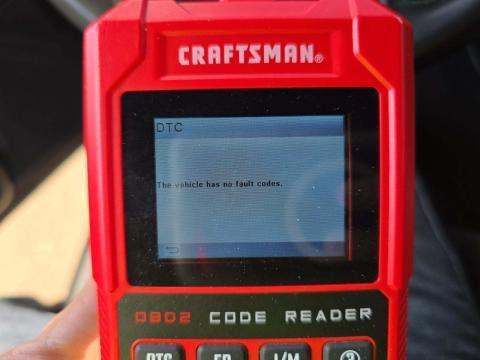 CRAFTSMAN®
DTC
The vehicle has no fault codes.
OBD2 CODE READER
DTC FD I/M ?